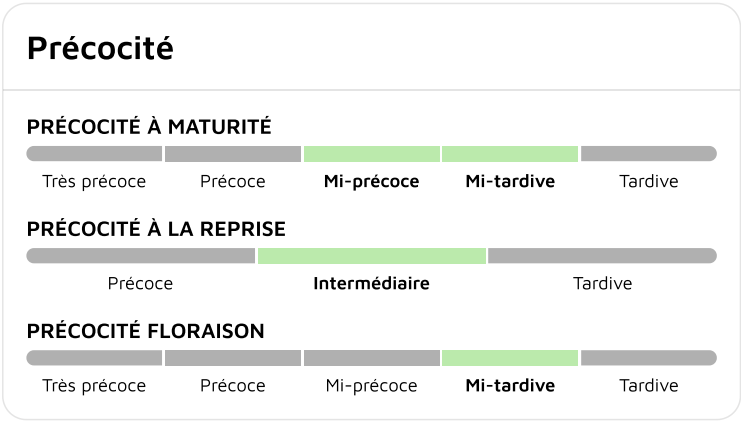 Précocité
PRÉCOCITÉ À MATURITÉ
Très précoce Précoce Mi-précoce Mi-tardive Tardive
PRÉCOCITÉ À LA REPRISE
Précoce Intermédiaire Tardive
PRÉCOCITÉ FLORAISON
Très précoce Précoce Mi-précoce Mi-tardive Tardive